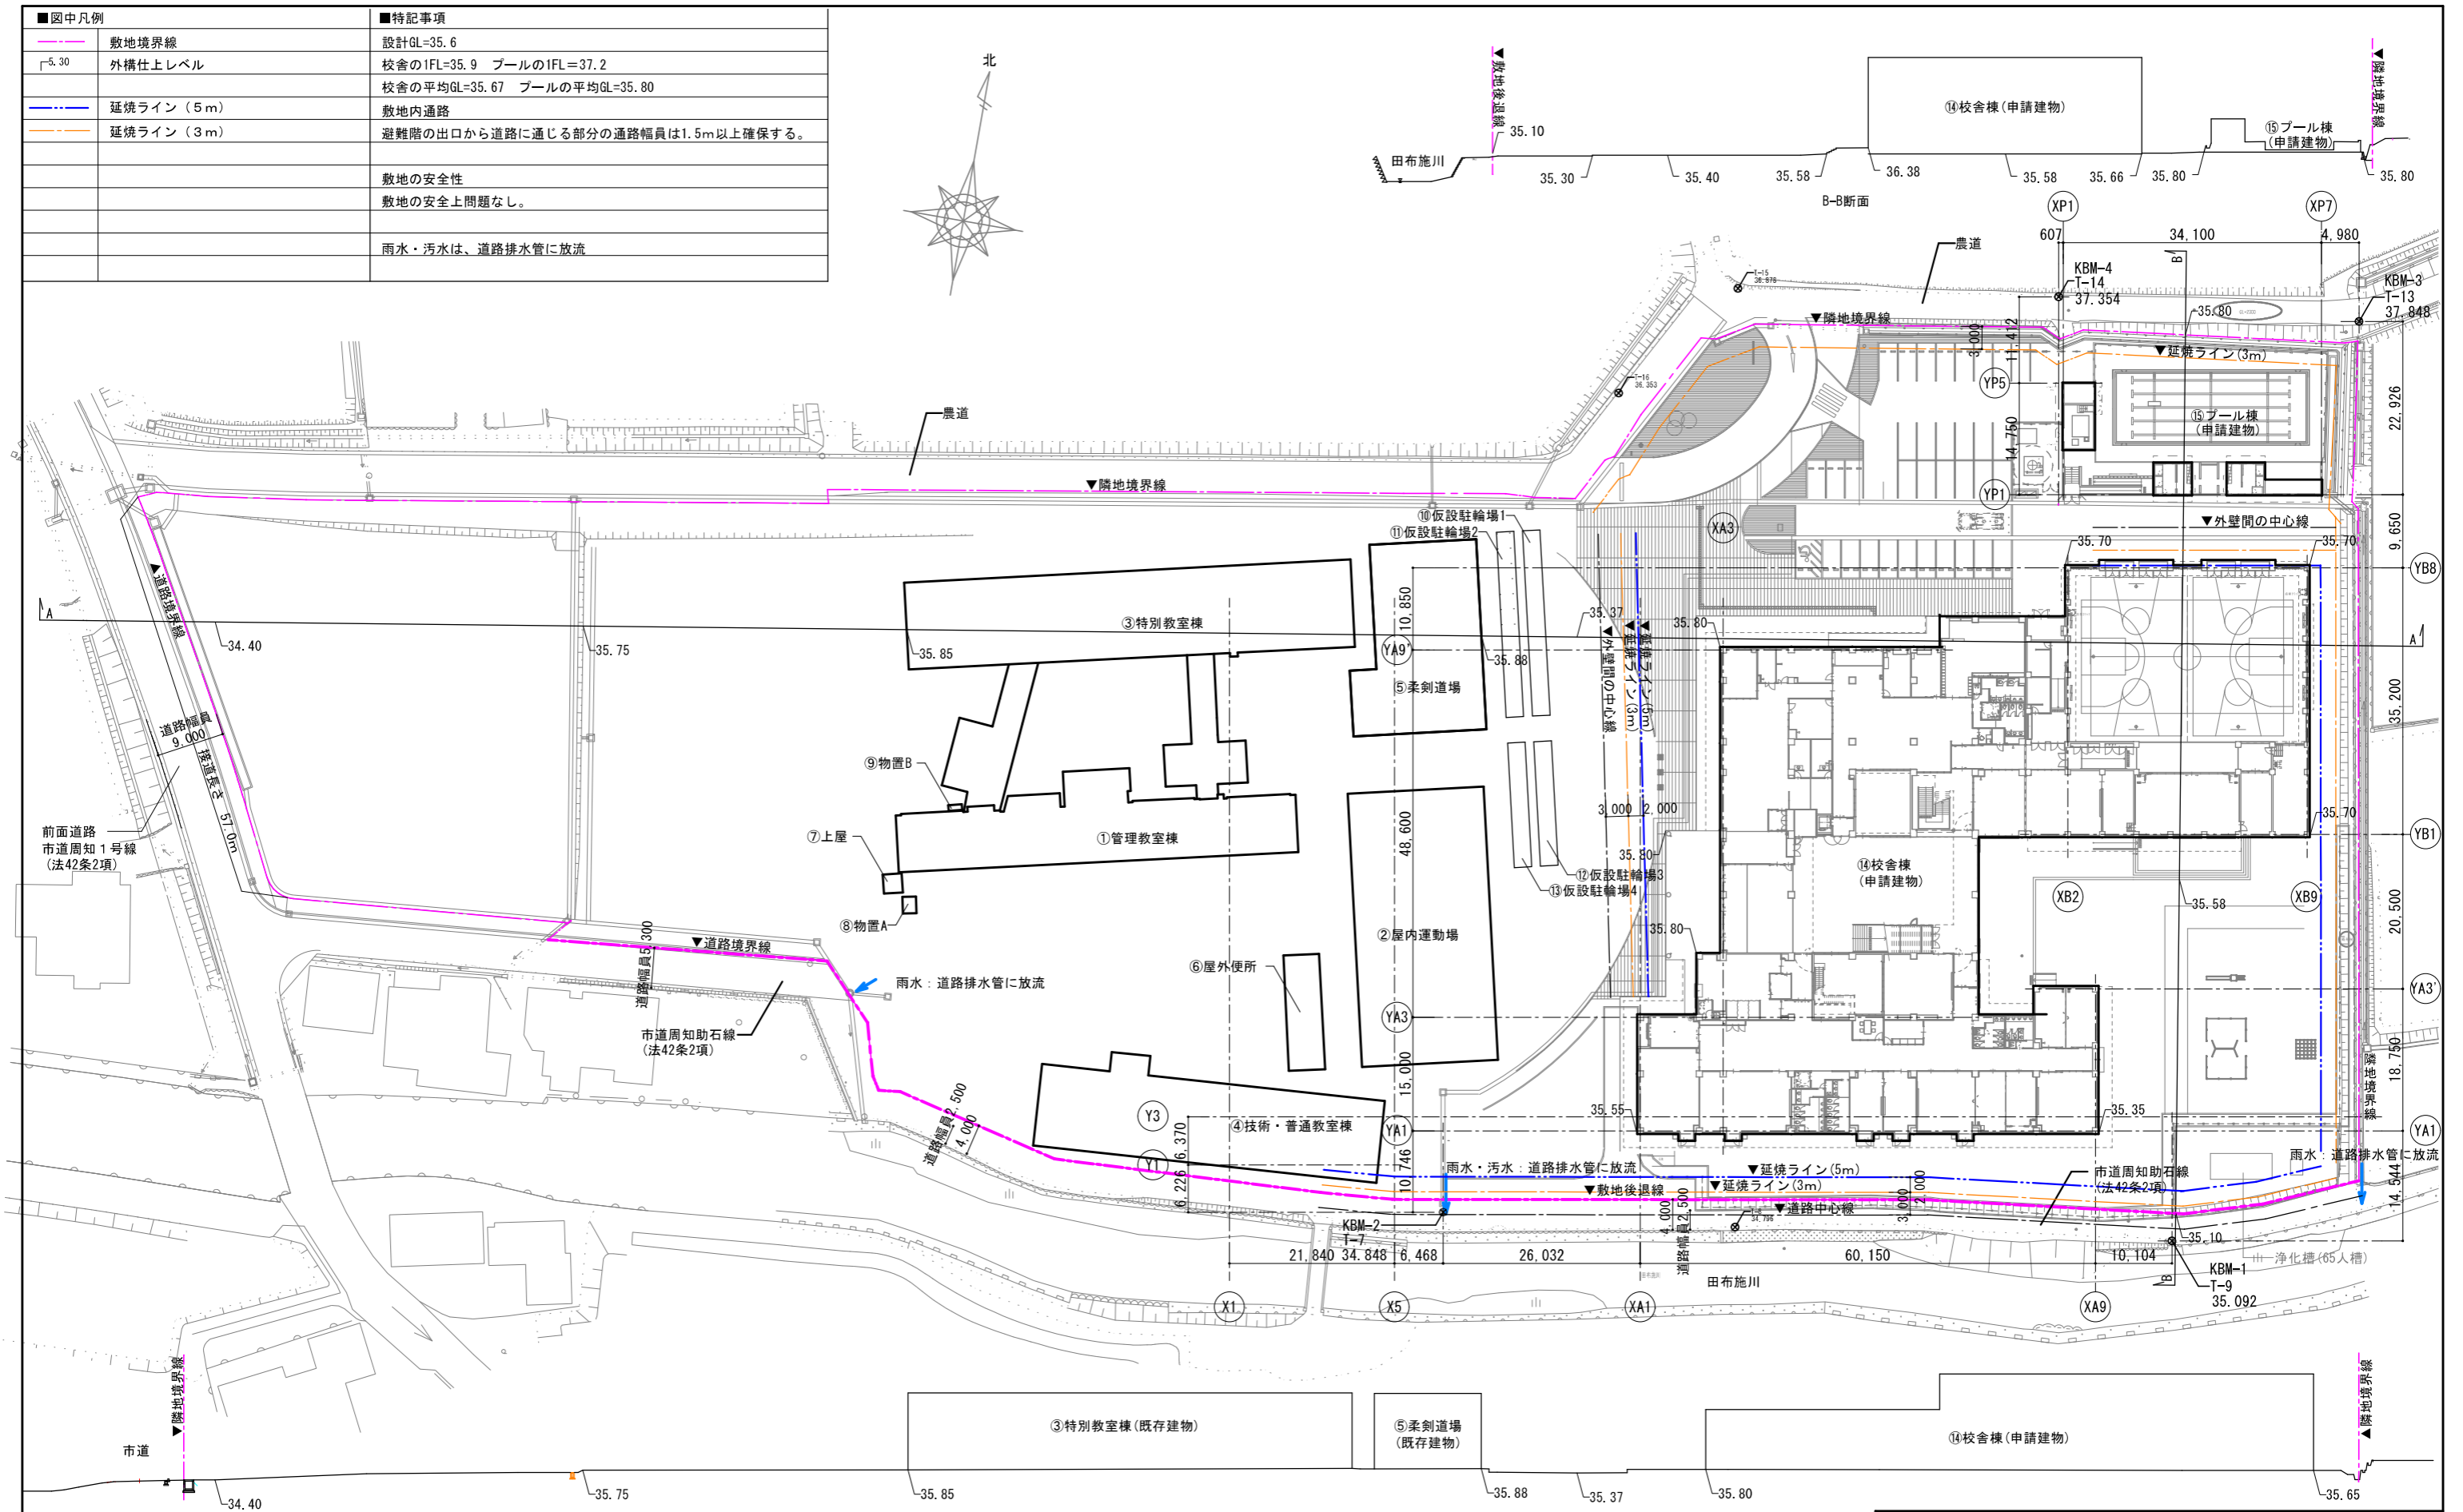 ■図中凡例
■特記事項
敷地境界線
設計GL=35.6
5.30 外構仕上レベル
校舎の1FL=35.9 プールの1FL＝37.2
校舎の平均GL=35.67 プールの平均GL=35.80
延焼ライン（５ｍ）
敷地内通路
延焼ライン（３ｍ）
避難階の出口から道路に通じる部分の通路幅員は1.5ｍ以上確保する。
敷地の安全性
敷地の安全上問題なし。
雨水・汚水は、道路排水管に放流
北
▼敷地後退線
35.10
田布施川
35.30
35.40
35.58
36.38
35.58
35.66
35.80
35.80
⑭校舎棟(申請建物)
⑮プール棟
(申請建物)
▼隣地境界線
B-B断面
XP1
XP7
607
34,100
4,980
B
農道
KBM-4
T-14
37.354
KBM-3
T-13
37.848
T-15
36.876
T-16
36.353
35.80
▼隣地境界線
3,000
11,412
▼延焼ライン(3m)
YP5
14,750
⑮プール棟
(申請建物)
22,926
YP1
農道
▼隣地境界線
⑩仮設駐輪場1
⑪仮設駐輪場2
XA3
▼外壁間の中心線
9,650
35.70
35.70
YB8
▼道路境界線
A
34.40
35.75
35.85
③特別教室棟
10,850
YA9'
35.88
35.37
35.80
⑤柔剣道場
▼外壁間の中心線
▼延焼ライン(3m)
▼延焼ライン(5m)
A
35,200
道路幅員
9,000
接道長さ 57.0m
⑨物置B
⑦上屋
①管理教室棟
48,600
3,000
2,000
35.70
YB1
前面道路
市道周知１号線
(法42条2項)
35.80
⑭校舎棟
(申請建物)
⑫仮設駐輪場3
⑬仮設駐輪場4
XB2
35.58
XB9
20,500
⑧物置A
②屋内運動場
35.80
▼道路境界線
道路幅員5,300
⑥屋外便所
雨水：道路排水管に放流
YA3'
YA3
市道周知助石線
(法42条2項)
15,000
18,750
隣地境界線
道路幅員2,500
4,000
Y3
④技術・普通教室棟
YA1
35.55
35.35
YA1
6,370
Y1
6,226
10,746
雨水・汚水：道路排水管に放流
▼延焼ライン(5m)
▼延焼ライン(3m)
▼敷地後退線
▼道路中心線
市道周知助石線
(法42条2項)
雨水：道路排水管に放流
14,544
4,000
道路幅員2,500
3,000
2,000
34.796
KBM-2
T-7
35.10
浄化槽(65人槽)
21,840
34,848
6,468
26,032
60,150
10,104
KBM-1
T-9
35.092
B
田布施川
X1
X5
XA1
XA9
▼隣地境界線
市道
34.40
35.75
35.85
③特別教室棟(既存建物)
⑤柔剣道場
(既存建物)
35.88
35.37
35.80
⑭校舎棟(申請建物)
35.65
▼隣地境界線